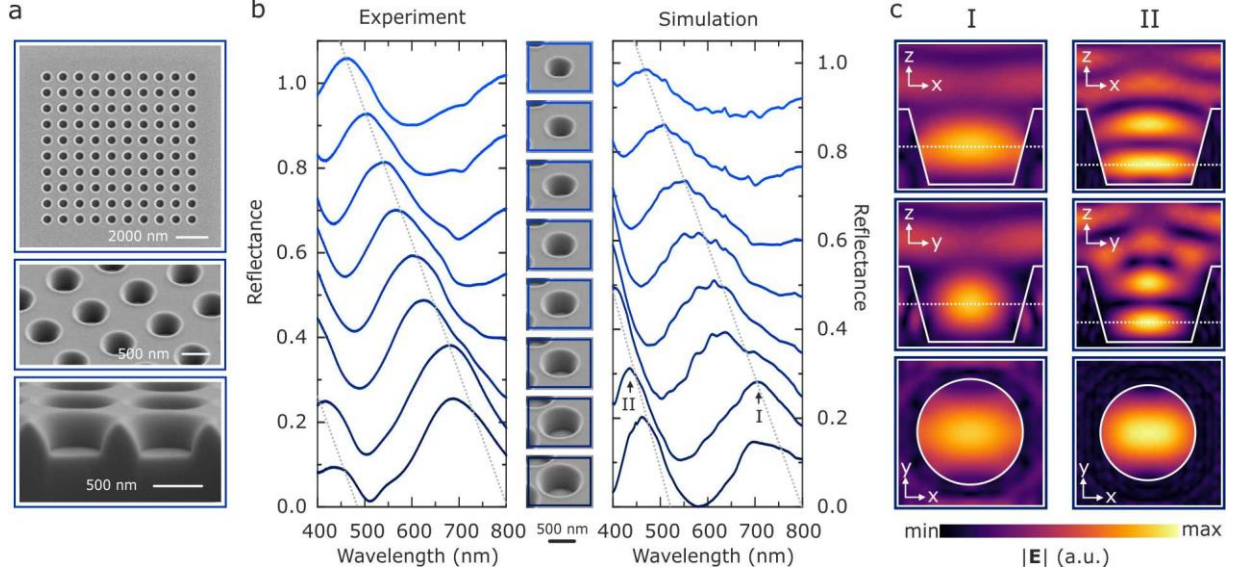 a
2000 nm
500 nm
500 nm
b
Experiment
Simulation
Reflectance
1.0
0.8
0.6
0.4
0.2
0.0
400 500 600 700 800
Wavelength (nm)
500 nm
II
I
1.0
0.8
0.6
0.4
0.2
0.0
Reflectance
400 500 600 700 800
Wavelength (nm)
c
I
II
z
x
z
x
z
y
z
y
y
x
y
x
min
max
|E| (a.u.)